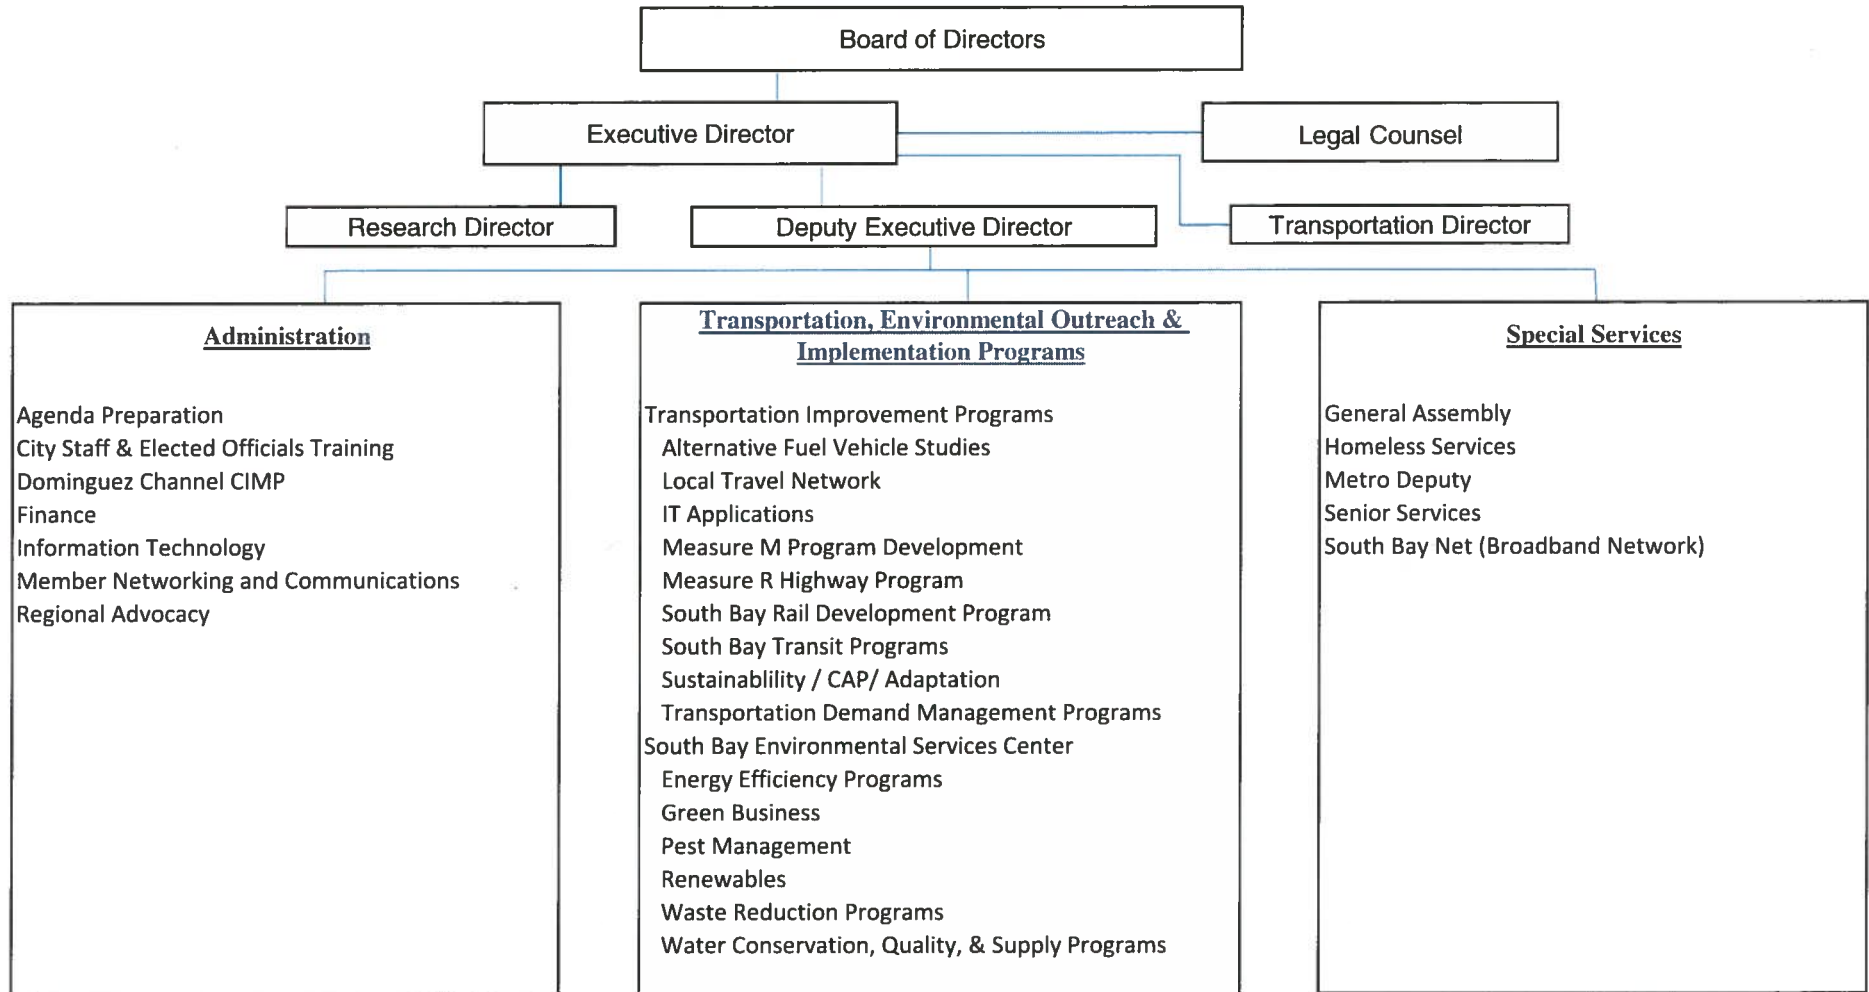 Board of Directors
Executive Director
Legal Counsel
Research Director
Deputy Executive Director
Transportation Director
Administration
Agenda Preparation
City Staff & Elected Officials Training
Dominguez Channel CIMP
Finance
Information Technology
Member Networking and Communications
Regional Advocacy
Transportation, Environmental Outreach &
Implementation Programs
Transportation Improvement Programs
Alternative Fuel Vehicle Studies
Local Travel Network
IT Applications
Measure M Program Development
Measure R Highway Program
South Bay Rail Development Program
South Bay Transit Programs
Sustainablility / CAP/ Adaptation
Transportation Demand Management Programs
South Bay Environmental Services Center
Energy Efficiency Programs
Green Business
Pest Management
Renewables
Waste Reduction Programs
Water Conservation, Quality, & Supply Programs
Special Services
General Assembly
Homeless Services
Metro Deputy
Senior Services
South Bay Net (Broadband Network)